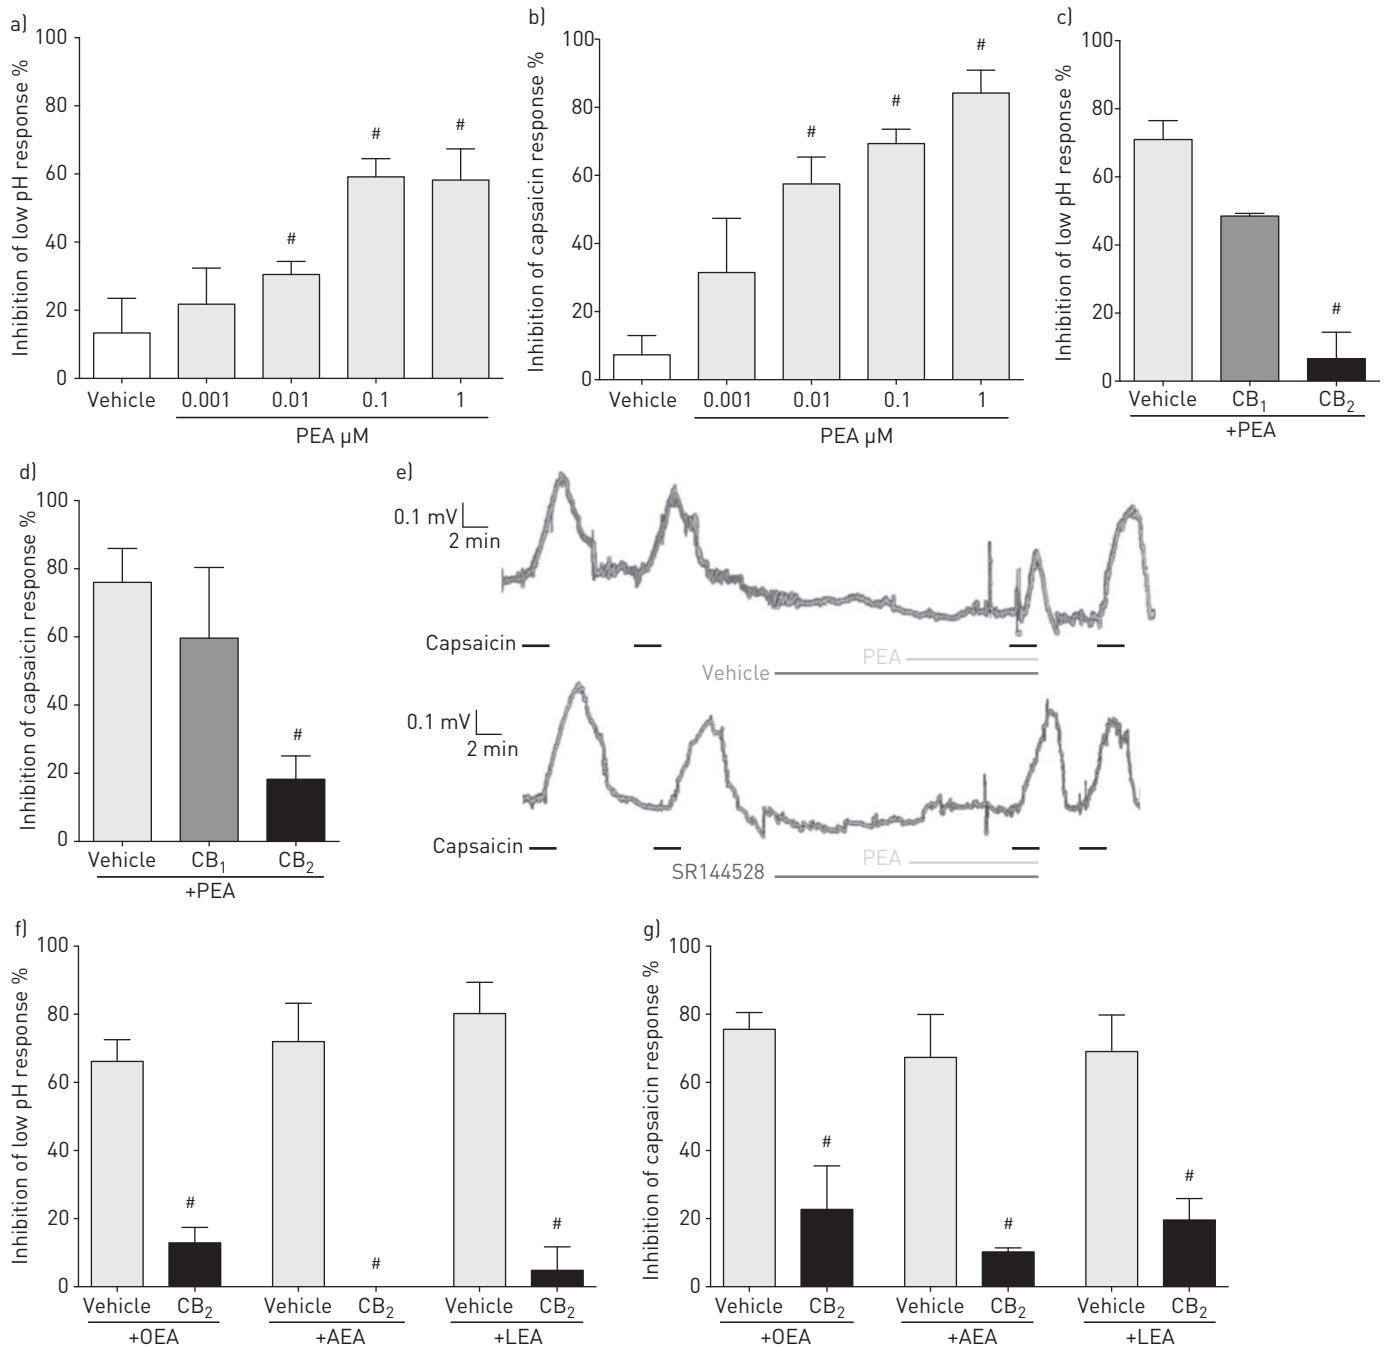 a)
Inhibition of low pH response %
100
80
60
40
20
0
#
#
#
Vehicle
0.001
0.01
0.1
1
PEA µM
b)
Inhibition of capsaicin response %
100
80
60
40
20
0
#
#
#
Vehicle
0.001
0.01
0.1
1
PEA µM
c)
Inhibition of low pH response %
100
80
60
40
20
0
#
Vehicle
CB1
CB2
+PEA
d)
Inhibition of capsaicin response %
100
80
60
40
20
0
#
Vehicle
CB1
CB2
+PEA
e)
0.1 mV
2 min
Capsaicin
PEA
Vehicle
0.1 mV
2 min
Capsaicin
PEA
SR144528
f)
Inhibition of low pH response %
100
80
60
40
20
0
#
#
#
Vehicle
CB2
Vehicle
CB2
Vehicle
CB2
+OEA
+AEA
+LEA
g)
Inhibition of capsaicin response %
100
80
60
40
20
0
#
#
#
Vehicle
CB2
Vehicle
CB2
Vehicle
CB2
+OEA
+AEA
+LEA